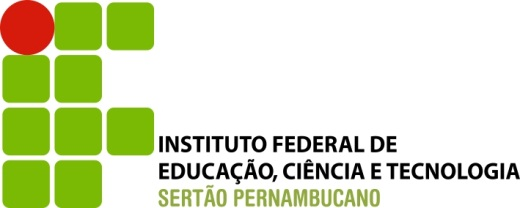 INSTITUTO FEDERAL DE
EDUCAÇÃO, CIÊNCIA E TECNOLOGIA
SERTÃO PERNAMBUCANO